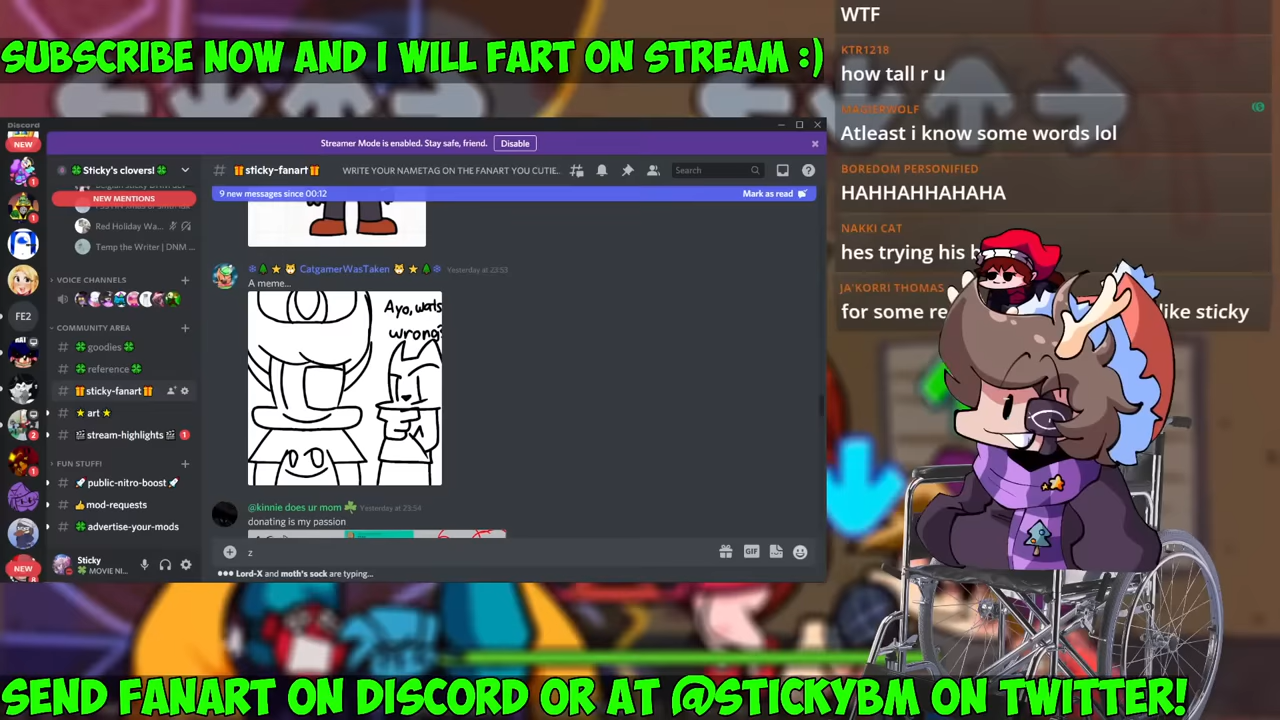 SUBSCRIBE NOW AND I WILL FART ON STREAM :)
WTF
KTR1218
how tall r u
MAGIERWOLF
Atleast i know some words lol
BOREDOM PERSONIFIED
HAHHAHHAHAHA
NAKKI CAT
hes trying his
JA'KORRI THOMAS
for some re like sticky
Discord
Streamer Mode is enabled. Stay safe, friend. Disable
NEW
Sticky's clovers!
sticky-fanart
WRITE YOUR NAMETAG ON THE FANART YOU CUTIE...
Search
NEW MENTIONS
9 new messages since 00:12
Mark as read
Red Holiday Wa...
Temp the Writer | DNM ...
VOICE CHANNELS
COMMUNITY AREA
FE2
goodies
reference
sticky-fanart
art
stream-highlights 1
FUN STUFF!
public-nitro-boost
mod-requests
advertise-your-mods
Sticky
MOVIE NI...
NEW
CatgamerWasTaken
Yesterday at 23:53
A meme...
Ayo, wats
wrong?
@kinnie does ur mom
Yesterday at 23:54
donating is my passion
z
GIF
Lord-X and moth's sock are typing...
SEND FANART ON DISCORD OR AT @STICKYBM ON TWITTER!